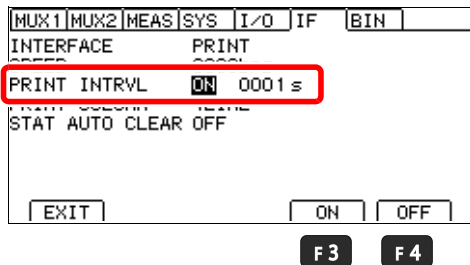 MUX1 MUX2 MEAS SYS I/O IF BIN
INTERFACE PRINT
PRINT INTRVL ON 0001s
STAT AUTO CLEAR OFF
EXIT ON OFF
F3 F4